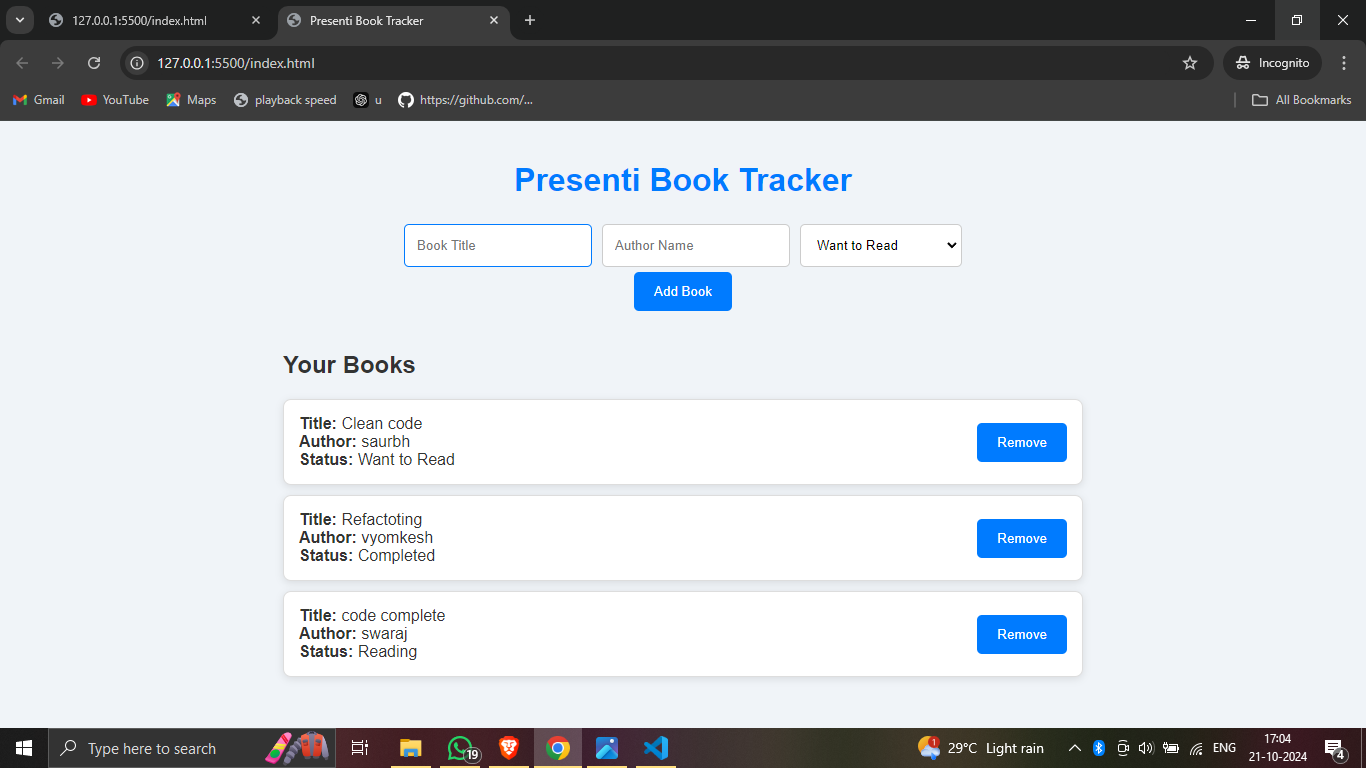 127.0.0.1:5500/index.html
Presenti Book Tracker
127.0.0.1:5500/index.html
Incognito
Gmail
YouTube
Maps
playback speed
u
https://github.com/...
All Bookmarks
Presenti Book Tracker
Book Title
Author Name
Want to Read
Add Book
Your Books
Title: Clean code
Author: saurbh
Status: Want to Read
Remove
Title: Refactoting
Author: vyomkesh
Status: Completed
Remove
Title: code complete
Author: swaraj
Status: Reading
Remove
Type here to search
19
1
29°C Light rain
ENG
17:04
21-10-2024
4